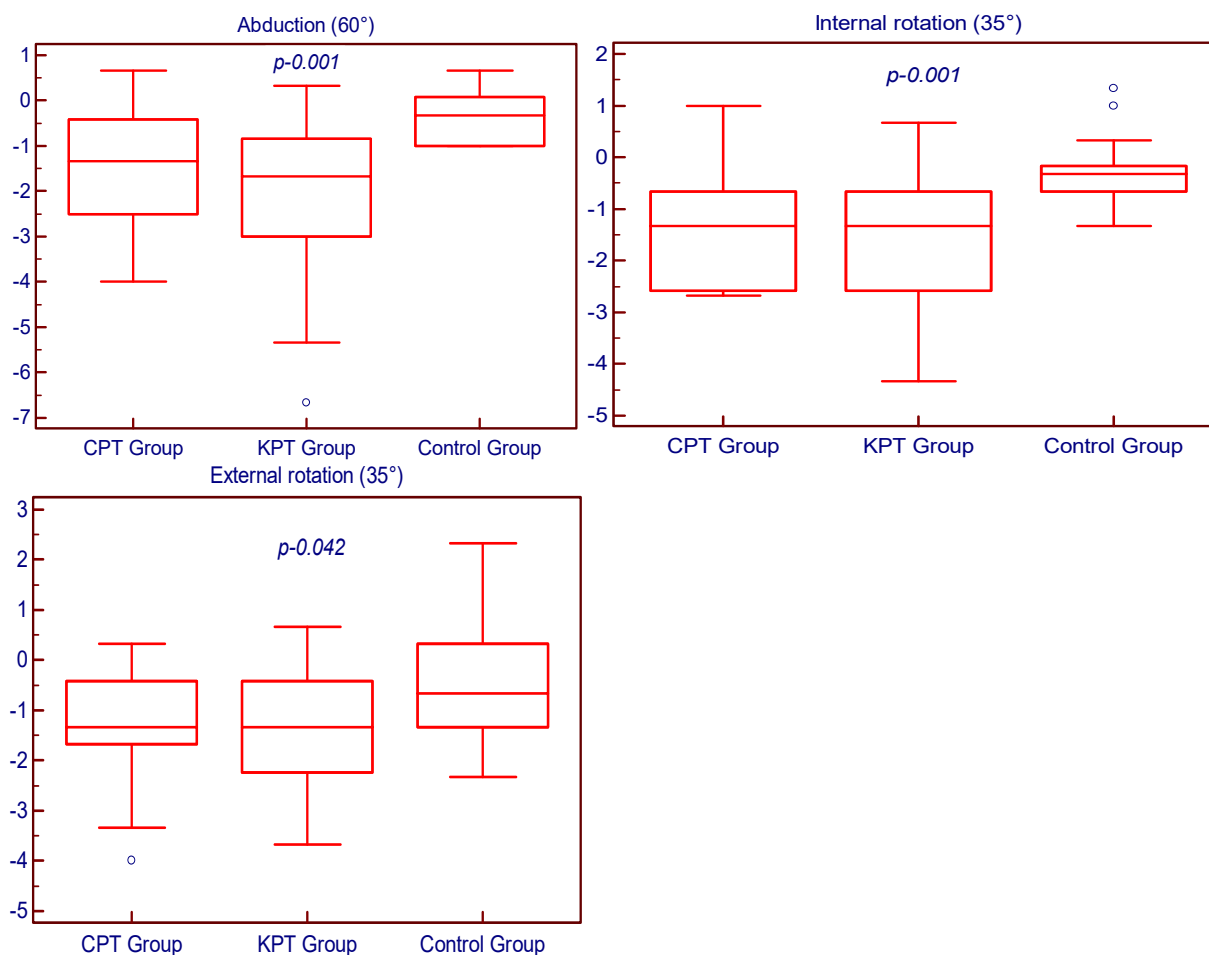 Abduction (60°)
p-0.001
1
0
-1
-2
-3
-4
-5
-6
-7
CPT Group KPT Group Control Group
Internal rotation (35°)
p-0.001
2
1
0
-1
-2
-3
-4
-5
CPT Group KPT Group Control Group
External rotation (35°)
p-0.042
3
2
1
0
-1
-2
-3
-4
-5
CPT Group KPT Group Control Group